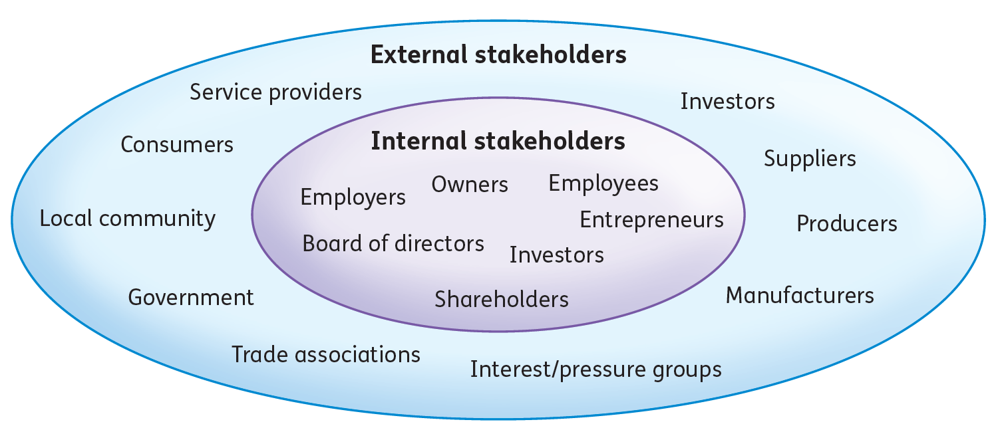 External stakeholders
Service providers
Investors
Consumers
Internal stakeholders
Suppliers
Employers
Owners
Employees
Local community
Entrepreneurs
Producers
Board of directors
Investors
Government
Shareholders
Manufacturers
Trade associations
Interest/pressure groups